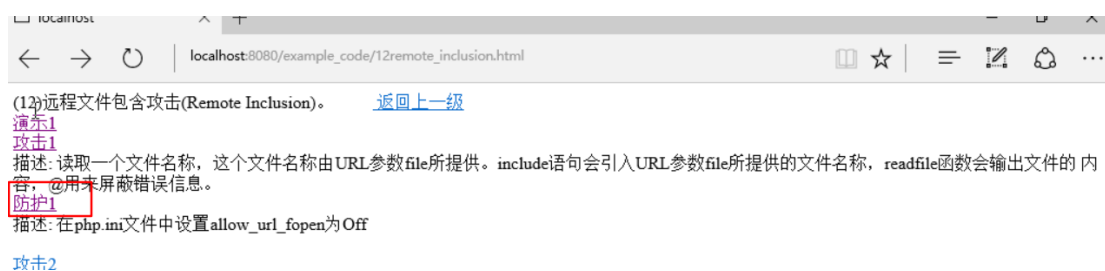 localhost
localhost:8080/example_code/12remote_inclusion.html
(12)远程文件包含攻击(Remote Inclusion)。 返回上一级
演示1
攻击1
描述: 读取一个文件名称，这个文件名称由URL参数file所提供。include语句会引入URL参数file所提供的文件名称，readfile函数会输出文件的 内
容，@用来屏蔽错误信息。
防护1
描述: 在php.ini文件中设置allow_url_fopen为Off
攻击2